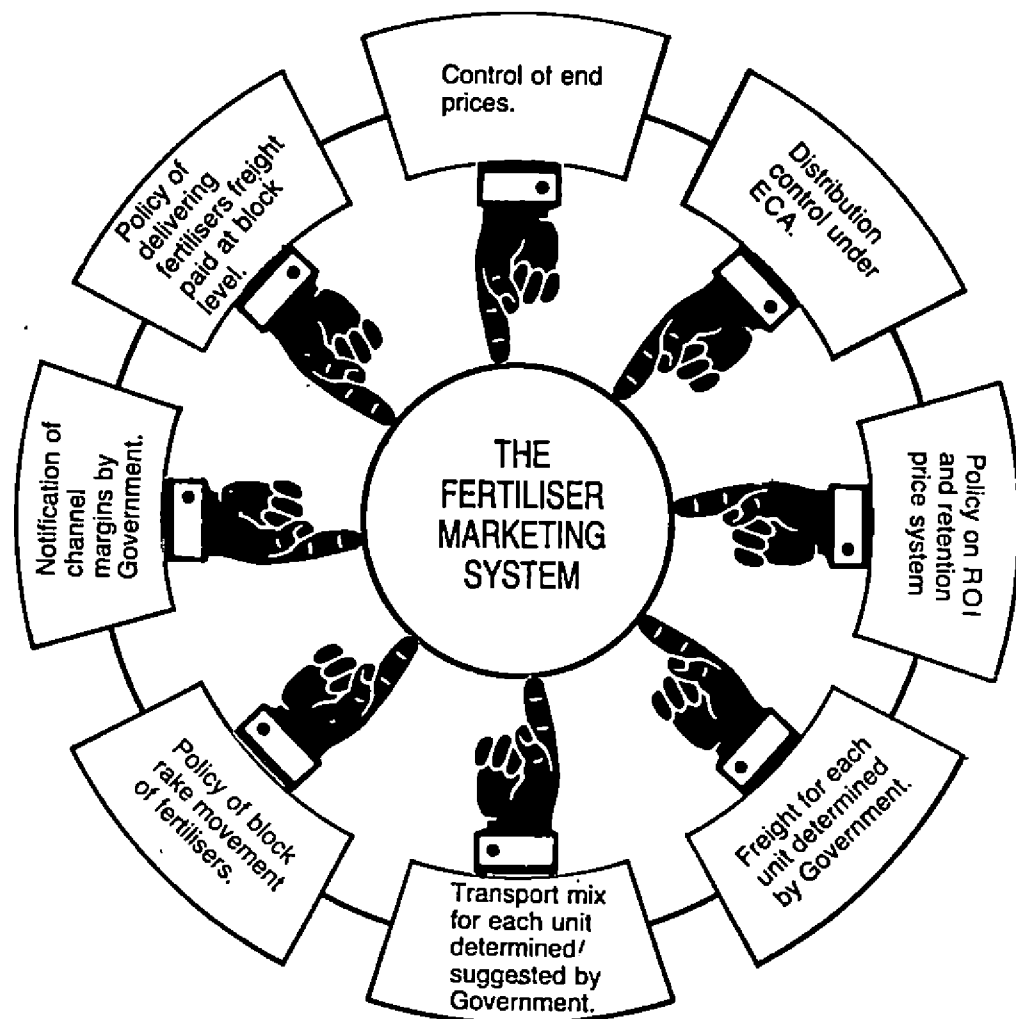 Control of end
prices.
Distribution
control under
ECA.
Policy on ROI
and retention
price system
Freight for each
unit determined
by Government.
Transport mix
for each unit
determined/
suggested by
Government.
Policy of block
rake movement
of fertilisers.
Notification of
channel
margins by
Government.
Policy of
delivering
fertilisers freight
paid at block
level.
THE
FERTILISER
MARKETING
SYSTEM